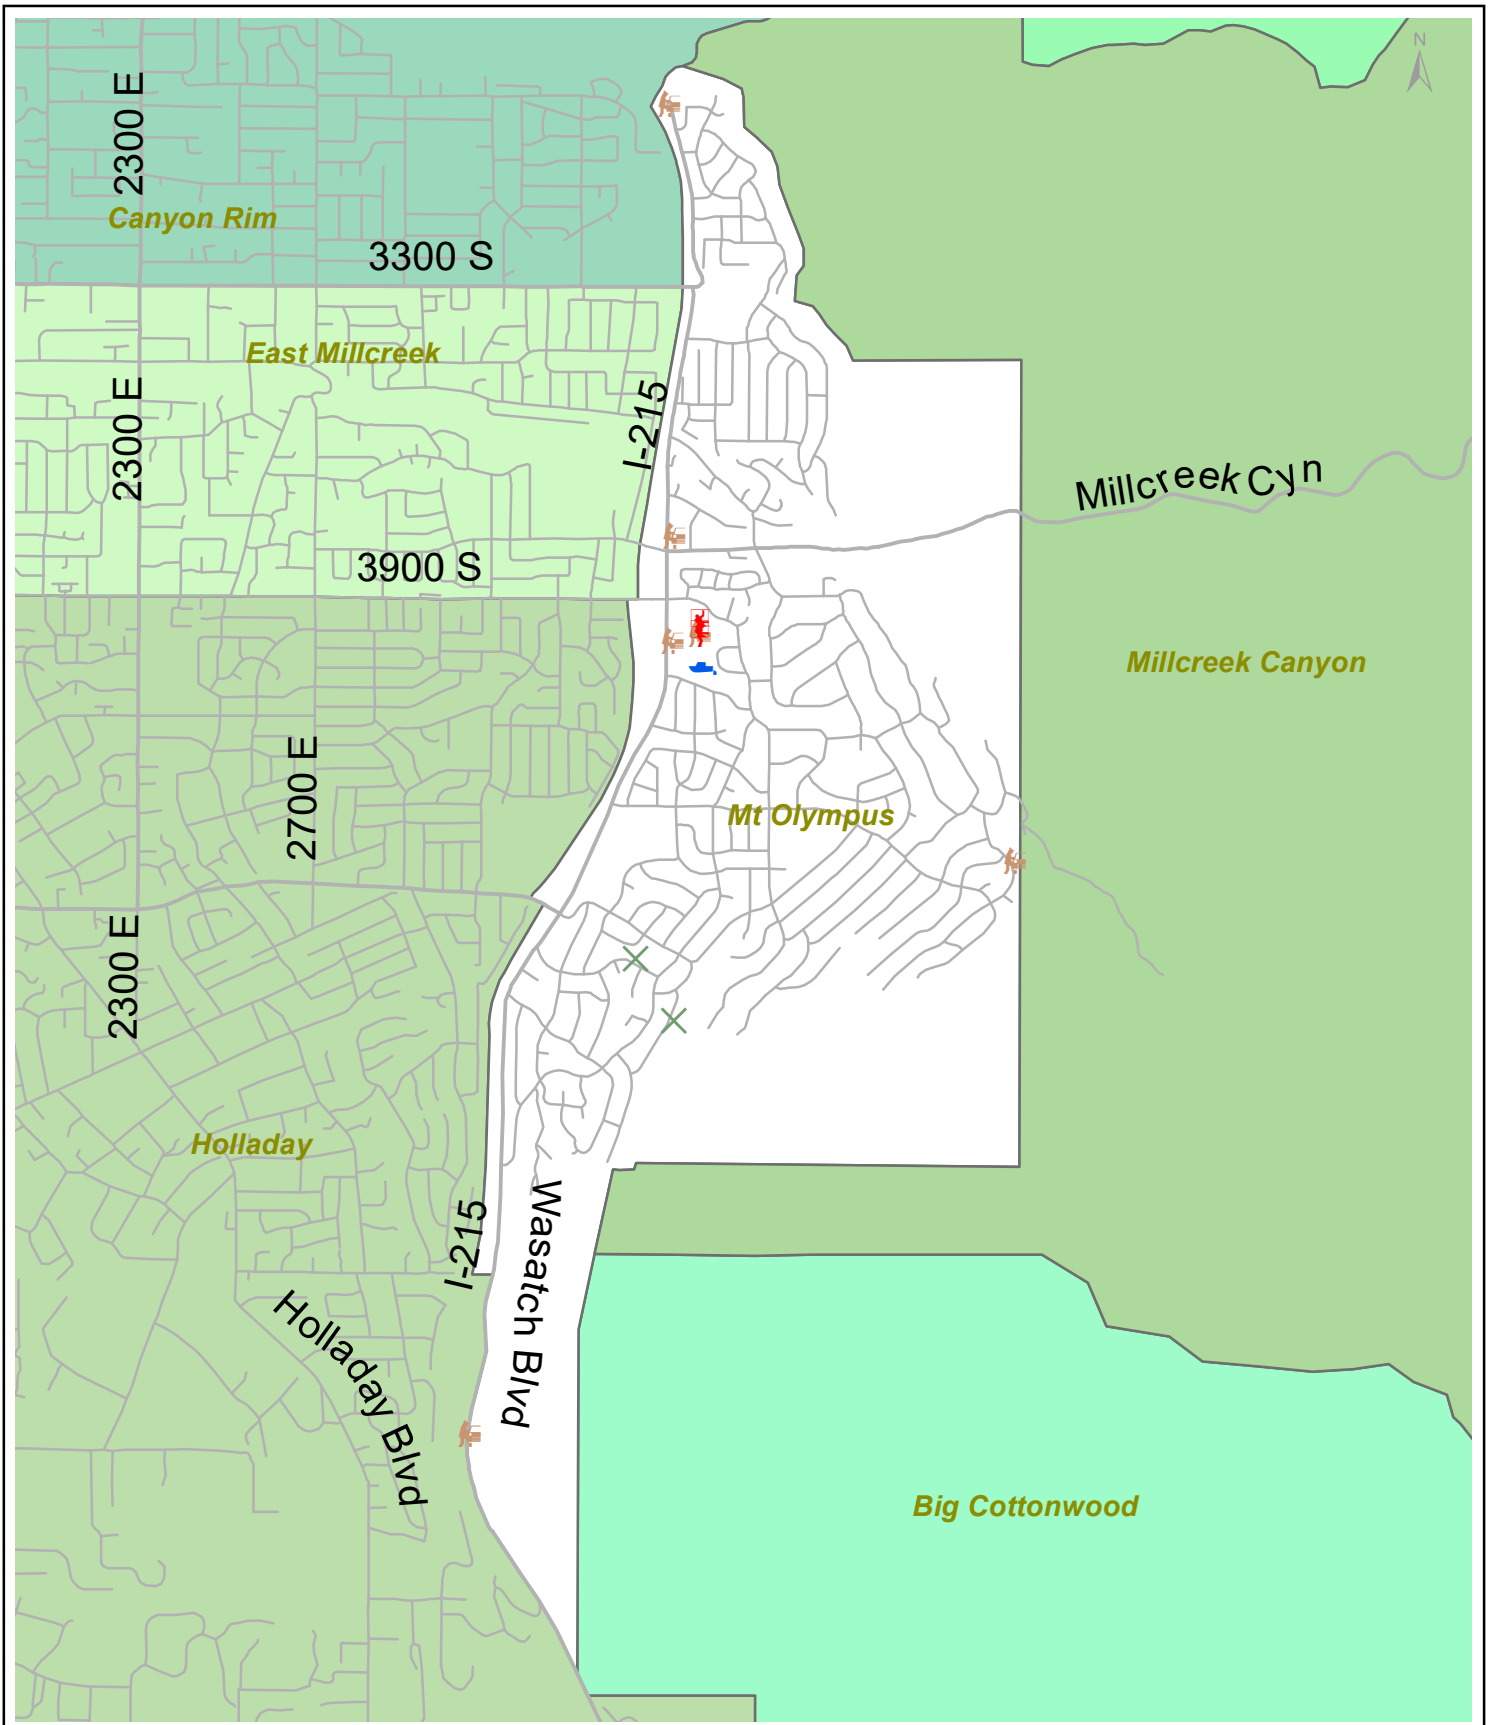 N
2300 E
Canyon Rim
3300 S
East Millcreek
I-215
2300 E
Millcreek Cyn
3900 S
Millcreek Canyon
2700 E
Mt Olympus
2300 E
Holladay
I-215
Wasatch Blvd
Holladay Blvd
Big Cottonwood